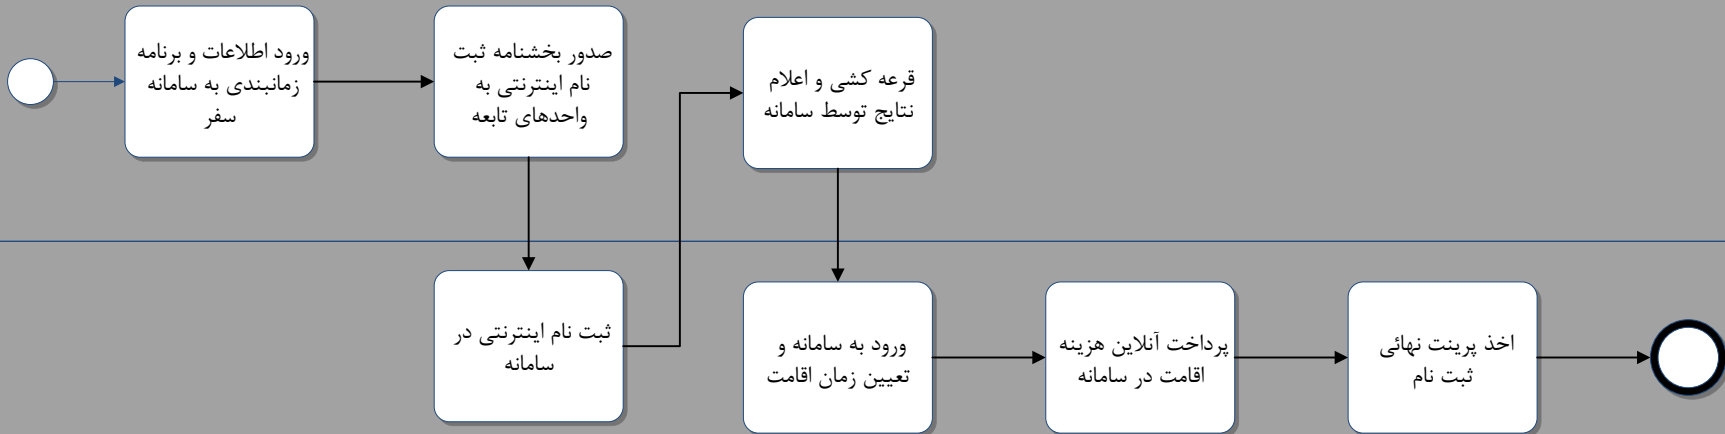 ورود اطلاعات و برنامه
زمانبندی به سامانه
سفر
صدور بخشنامه ثبت
نام اینترنتی به
واحدهای تابعه
ثبت نام اینترنتی در
سامانه
قرعه کشی و اعلام
نتایج توسط سامانه
ورود به سامانه و
تعیین زمان اقامت
پرداخت آنلاین هزینه
اقامت در سامانه
اخذ پرینت نهائی
ثبت نام